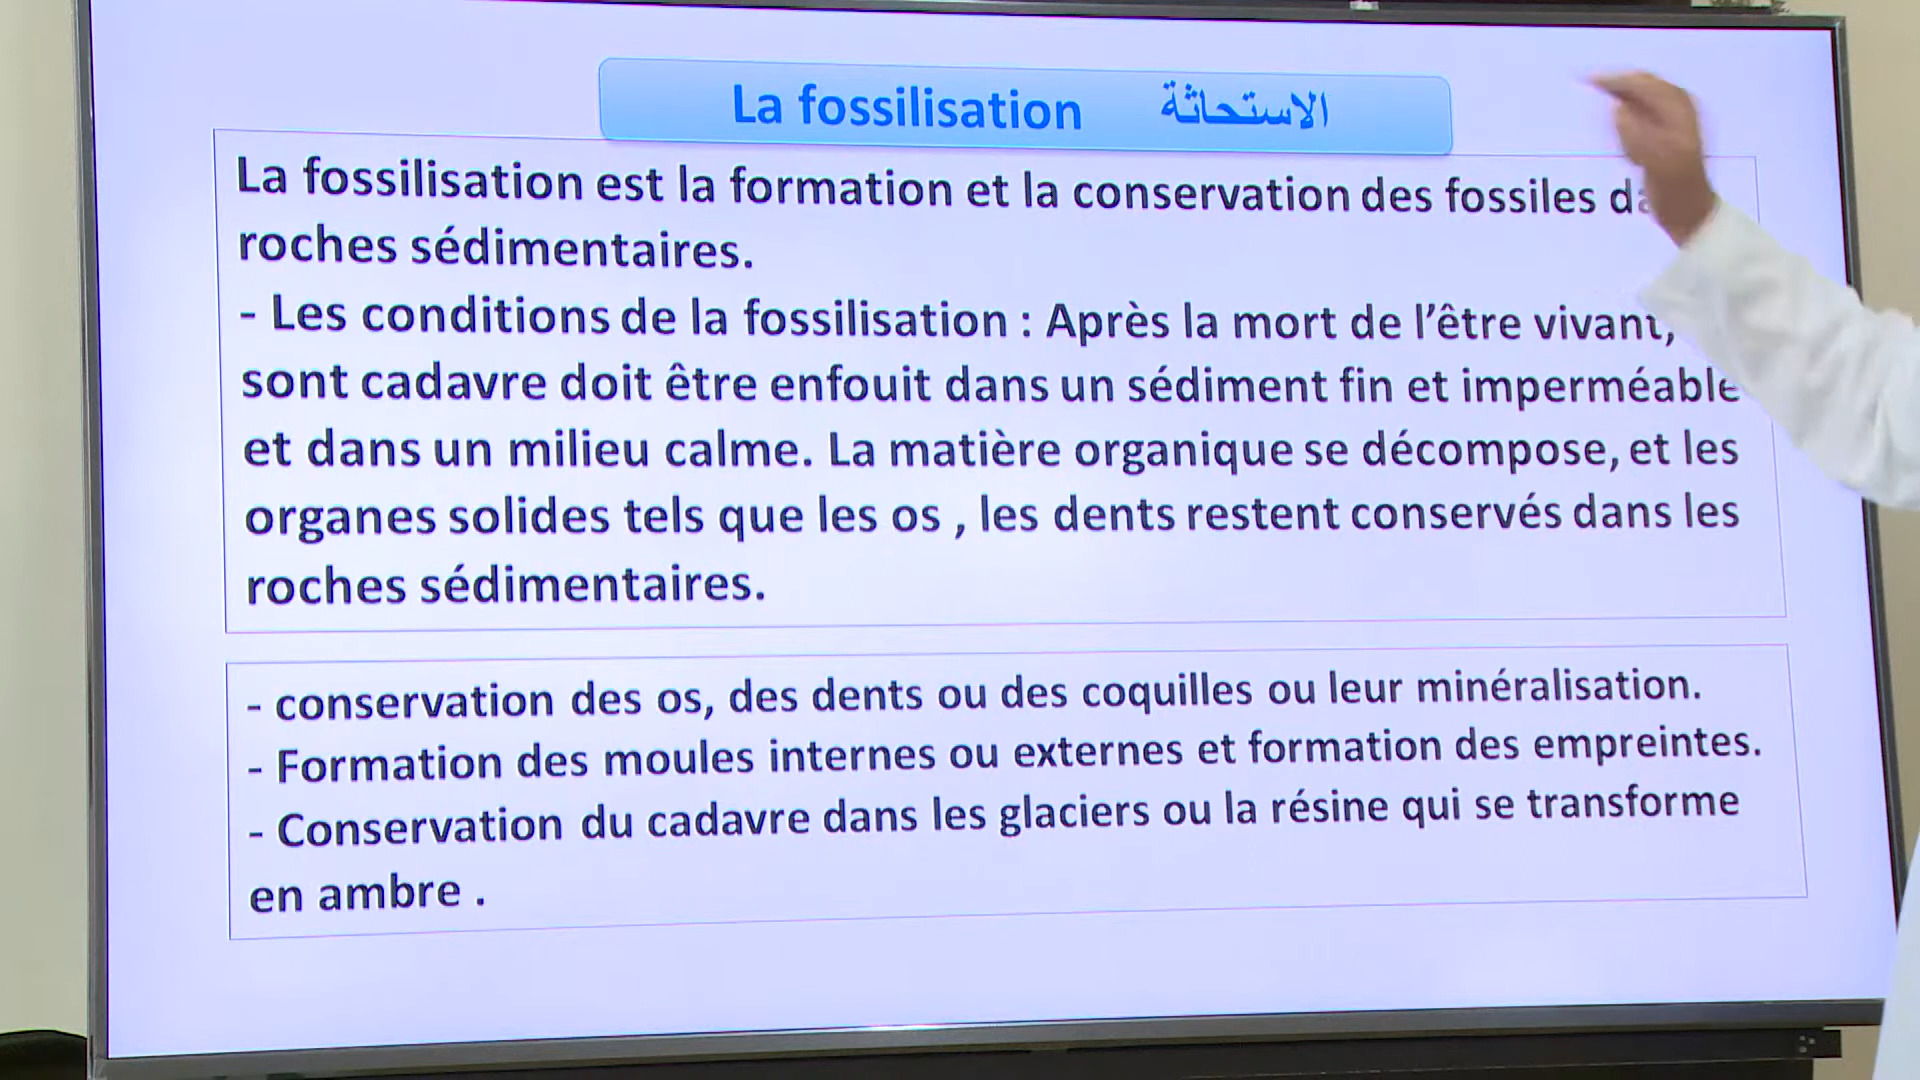 La fossilisation الاستحاثة
La fossilisation est la formation et la conservation des fossiles
roches sédimentaires.
- Les conditions de la fossilisation : Après la mort de l’être vivant,
sont cadavre doit être enfouit dans un sédiment fin et imperméable
et dans un milieu calme. La matière organique se décompose, et les
organes solides tels que les os , les dents restent conservés dans les
roches sédimentaires.
- conservation des os, des dents ou des coquilles ou leur minéralisation.
- Formation des moules internes ou externes et formation des empreintes.
- Conservation du cadavre dans les glaciers ou la résine qui se transforme
en ambre .